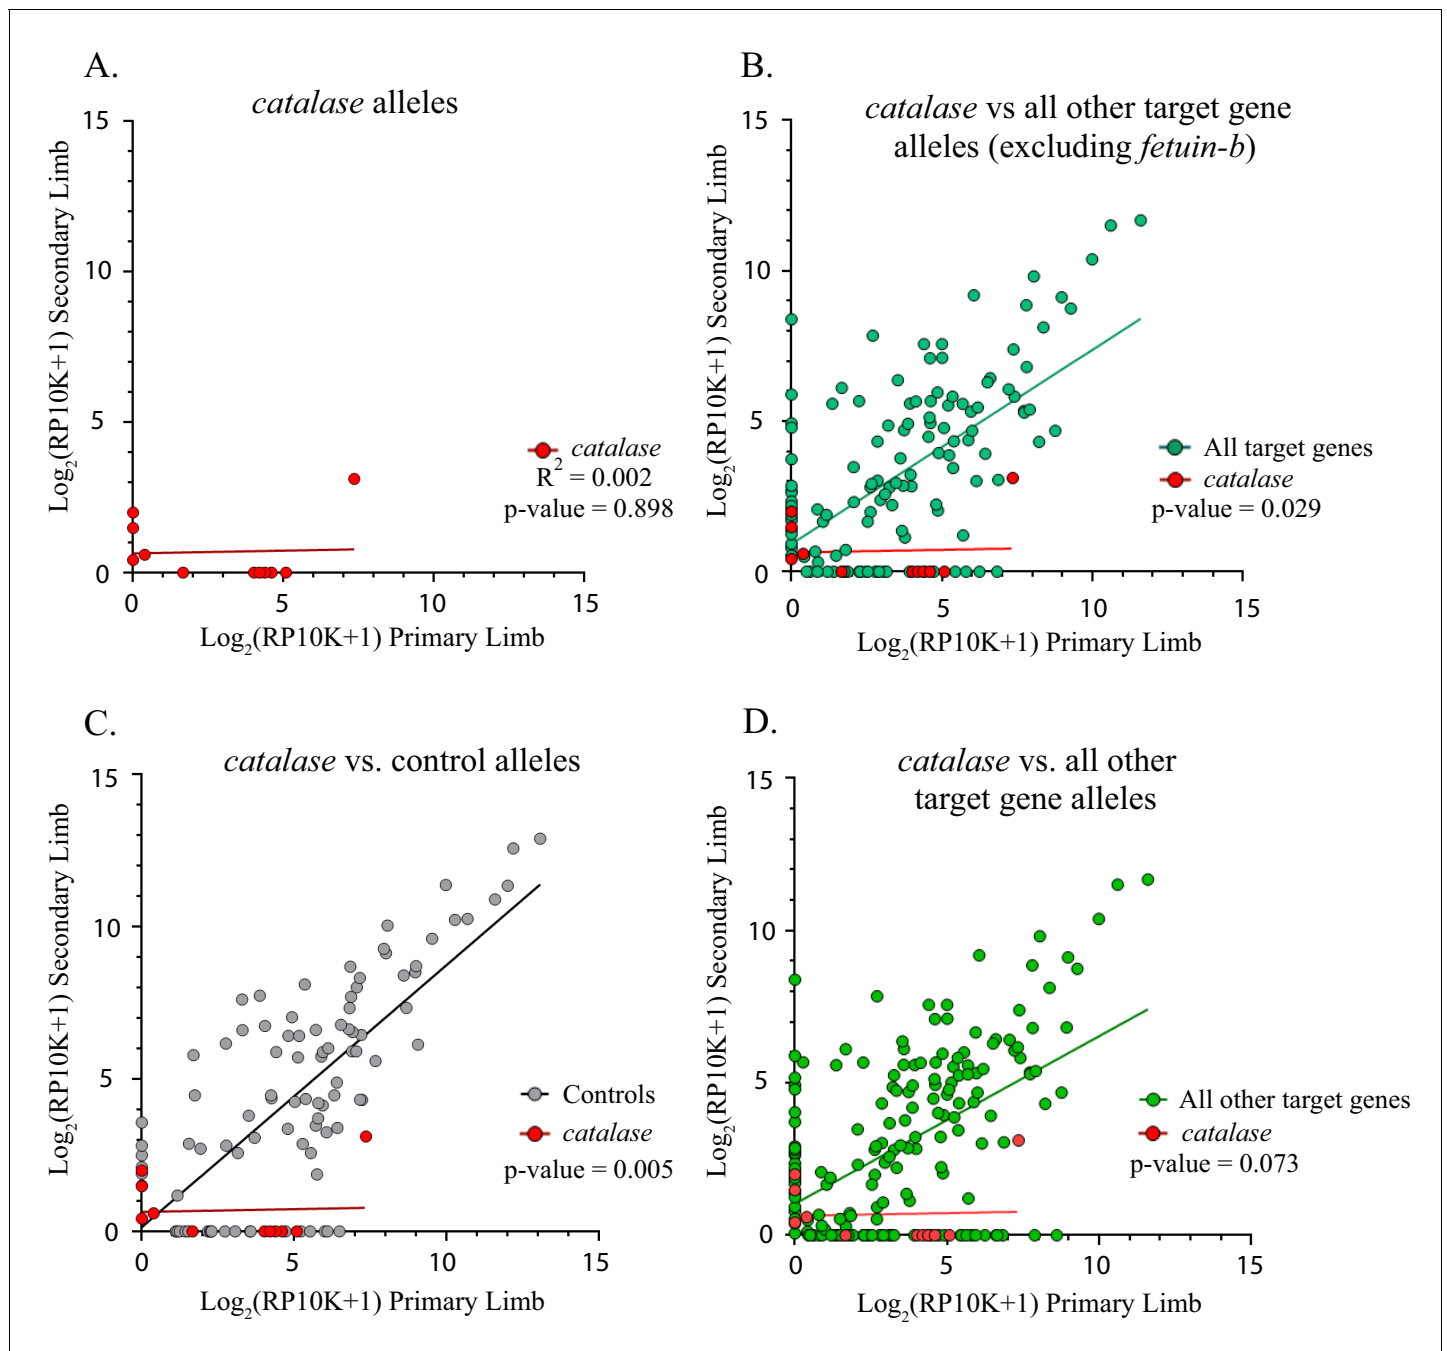 A.
catalase alleles
15
10
5
0
0
5
10
15
Log2(RP10K+1) Secondary Limb
Log2(RP10K+1) Primary Limb
catalase
R2 = 0.002
p-value = 0.898
B.
catalase vs all other target gene
alleles (excluding fetuin-b)
15
10
5
0
0
5
10
15
Log2(RP10K+1) Secondary Limb
Log2(RP10K+1) Primary Limb
All target genes
catalase
p-value = 0.029
C.
catalase vs. control alleles
15
10
5
0
0
5
10
15
Log2(RP10K+1) Secondary Limb
Log2(RP10K+1) Primary Limb
Controls
catalase
p-value = 0.005
D.
catalase vs. all other
target gene alleles
15
10
5
0
0
5
10
15
Log2(RP10K+1) Secondary Limb
Log2(RP10K+1) Primary Limb
All other target genes
catalase
p-value = 0.073